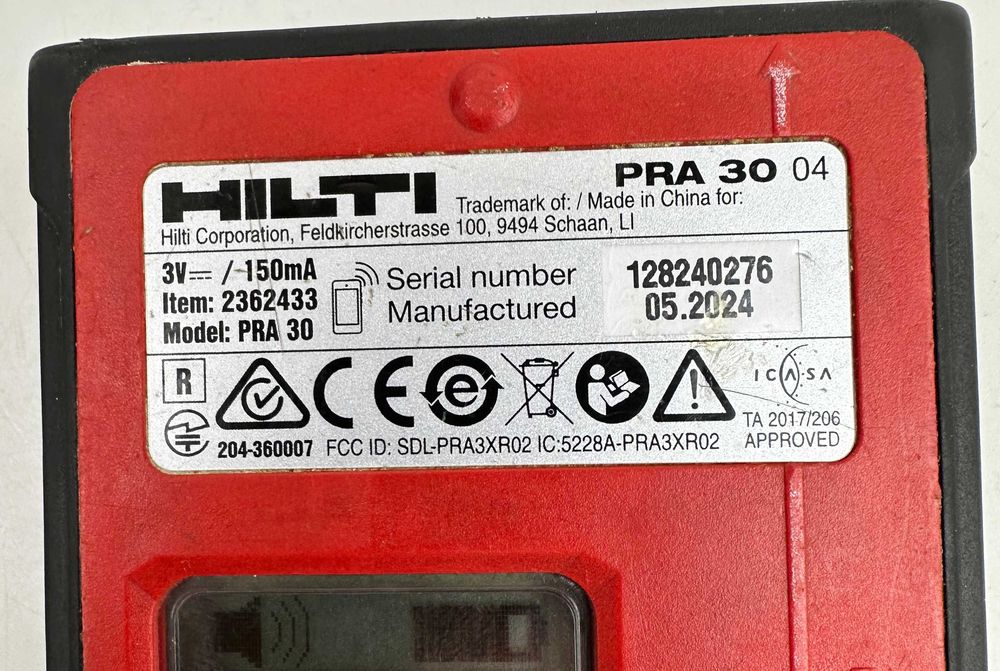 PRA 30 04
HILTI Trademark of: / Made in China for:
Hilti Corporation, Feldkircherstrasse 100, 9494 Schaan, LI
3V⎓ / 150mA
Item: 2362433
Model: PRA 30
Serial number 128240276
Manufactured 05.2024
R
CE
e
ICASA
TA 2017/206
204-360007 FCC ID: SDL-PRA3XR02 IC:5228A-PRA3XR02 APPROVED